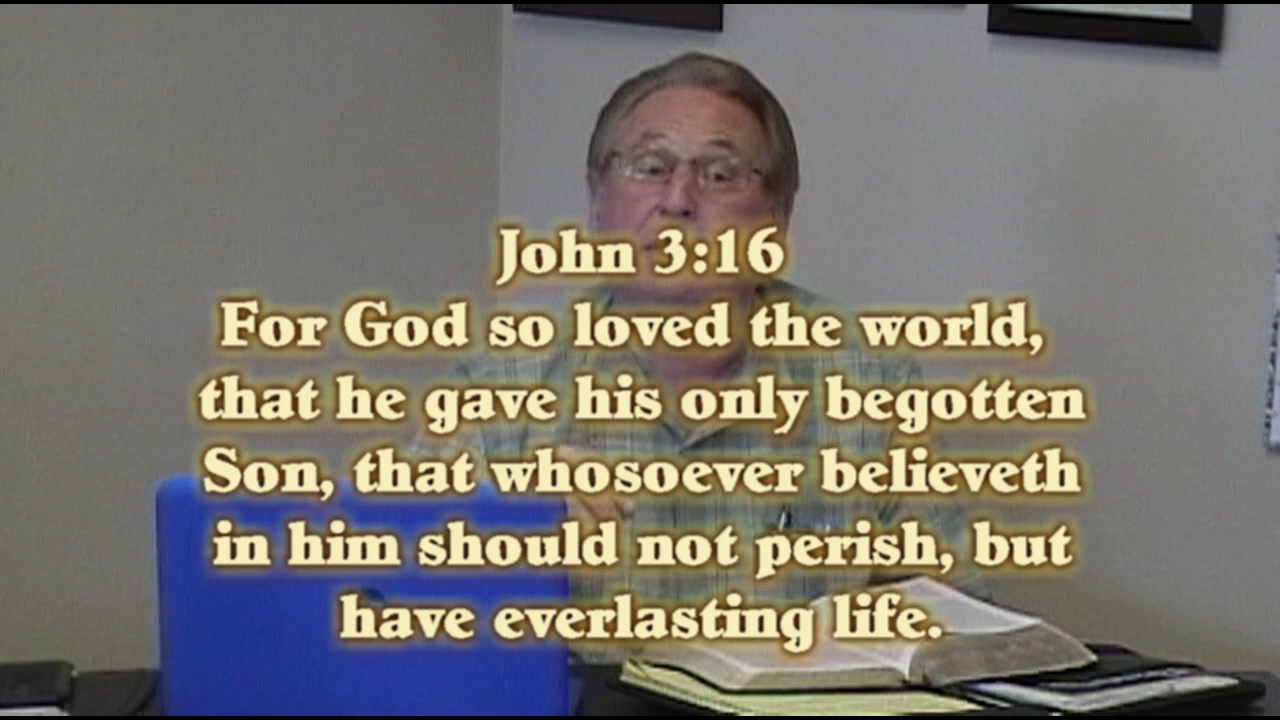 John 3:16
For God so loved the world,
that he gave his only begotten
Son, that whosoever believeth
in him should not perish, but
have everlasting life.